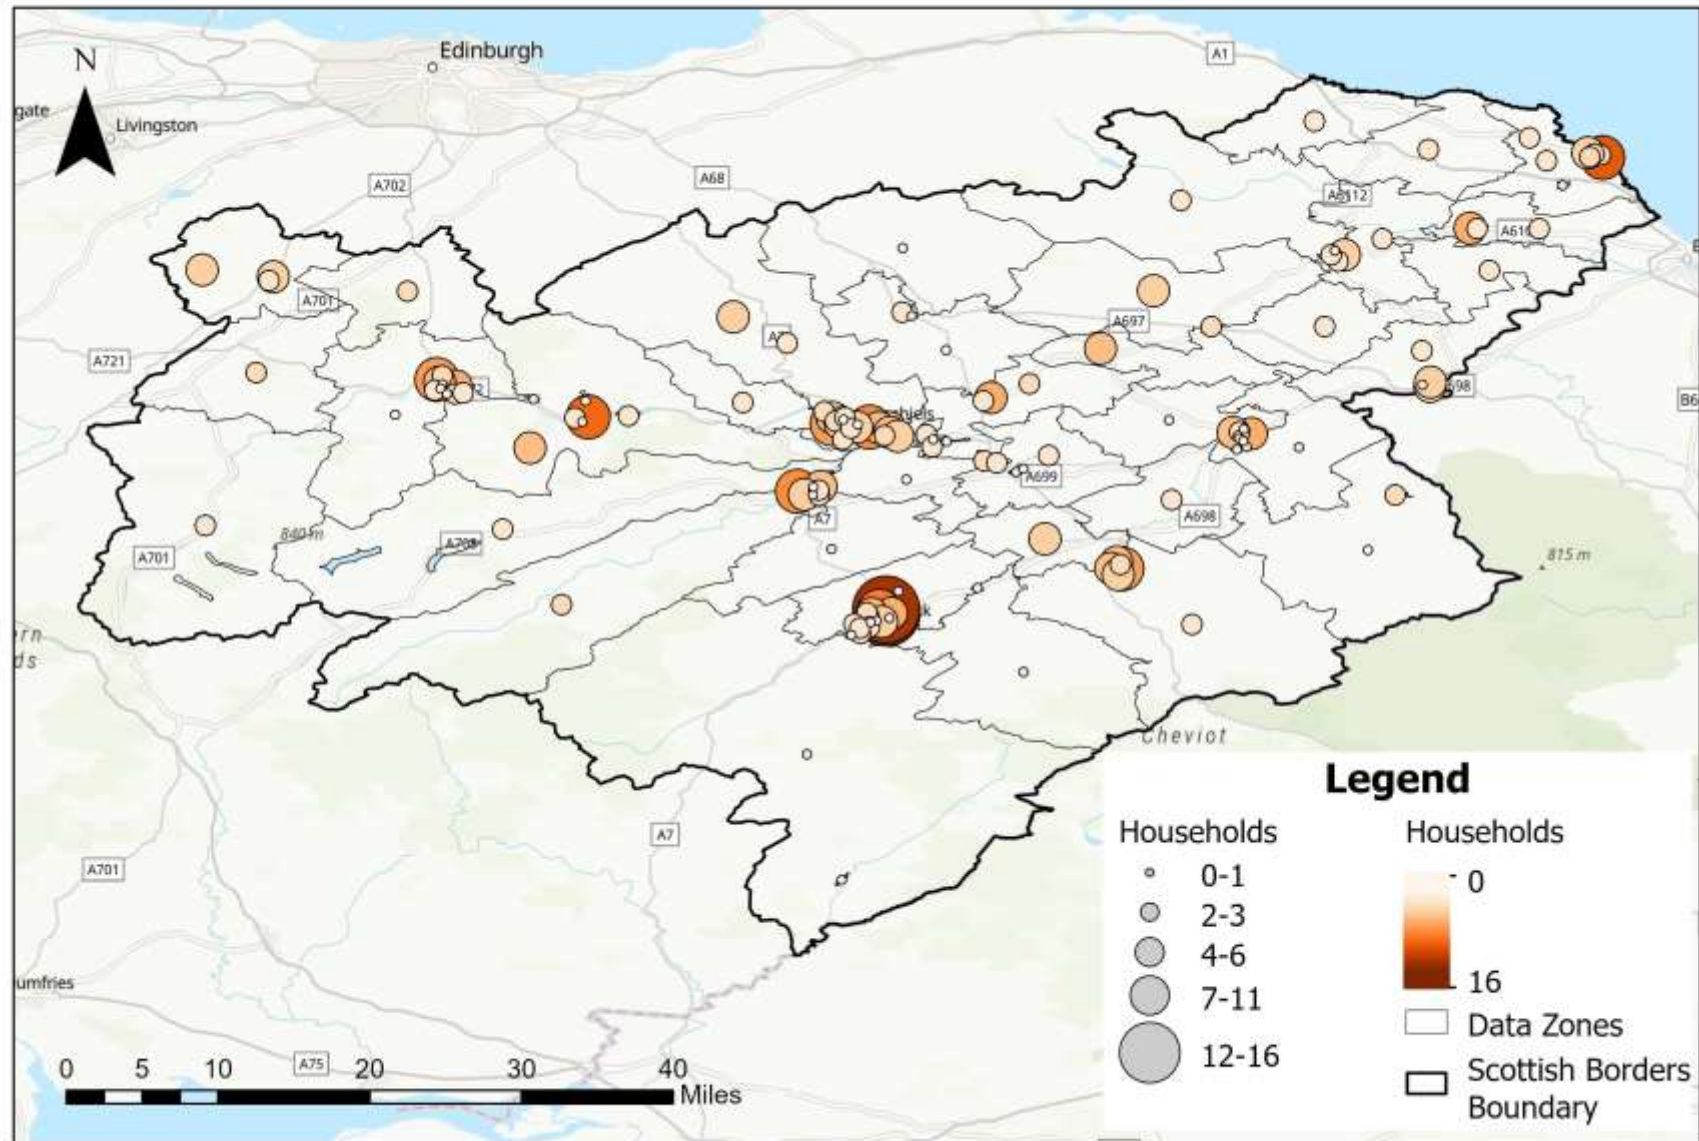 Edinburgh
A1
N
gate
Livingston
A68
A702
A6112
A701
A697
A721
A699
A698
A7
840 m
A701
A708
815 m
Cheviot
A7
A701
umfries
A75
0 5 10 20 30 40
Miles
Legend
Households
0-1
2-3
4-6
7-11
12-16
Households
0
16
Data Zones
Scottish Borders
Boundary